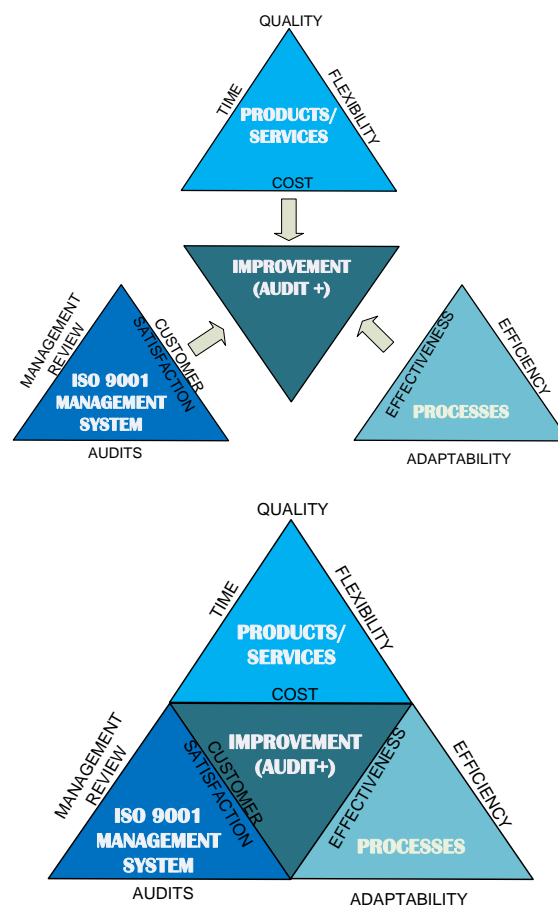 QUALITY
TIME
FLEXIBILITY
PRODUCTS/
SERVICES
COST
IMPROVEMENT
(AUDIT +)
MANAGEMENT
REVIEW
CUSTOMER
SATISFACTION
ISO 9001
MANAGEMENT
SYSTEM
AUDITS
EFFECTIVENESS
EFFICIENCY
PROCESSES
ADAPTABILITY
QUALITY
TIME
FLEXIBILITY
PRODUCTS/
SERVICES
COST
MANAGEMENT
REVIEW
CUSTOMER
SATISFACTION
IMPROVEMENT
(AUDIT+)
EFFECTIVENESS
EFFICIENCY
ISO 9001
MANAGEMENT
SYSTEM
PROCESSES
AUDITS
ADAPTABILITY